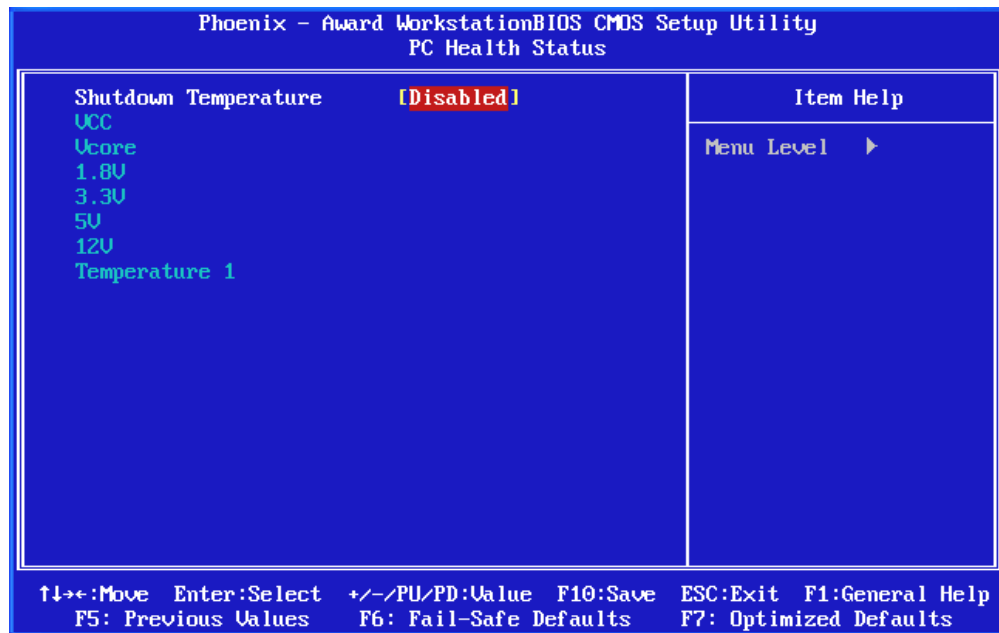 Phoenix - Award WorkstationBIOS CMOS Setup Utility
PC Health Status
Shutdown Temperature [Disabled]
VCC
Vcore
1.8V
3.3V
5V
12V
Temperature 1
Item Help
Menu Level ▶
↑↓→←:Move Enter:Select +/-/PU/PD:Value F10:Save ESC:Exit F1:General Help
F5: Previous Values F6: Fail-Safe Defaults F7: Optimized Defaults